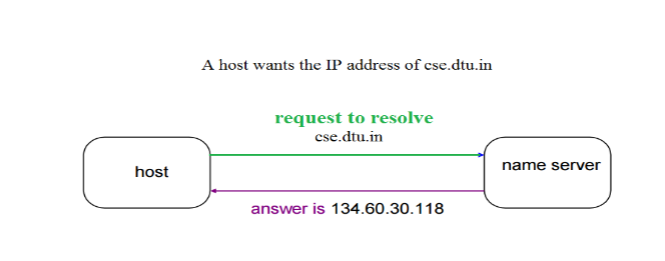 A host wants the IP address of cse.dtu.in
request to resolve
cse.dtu.in
host
name server
answer is 134.60.30.118